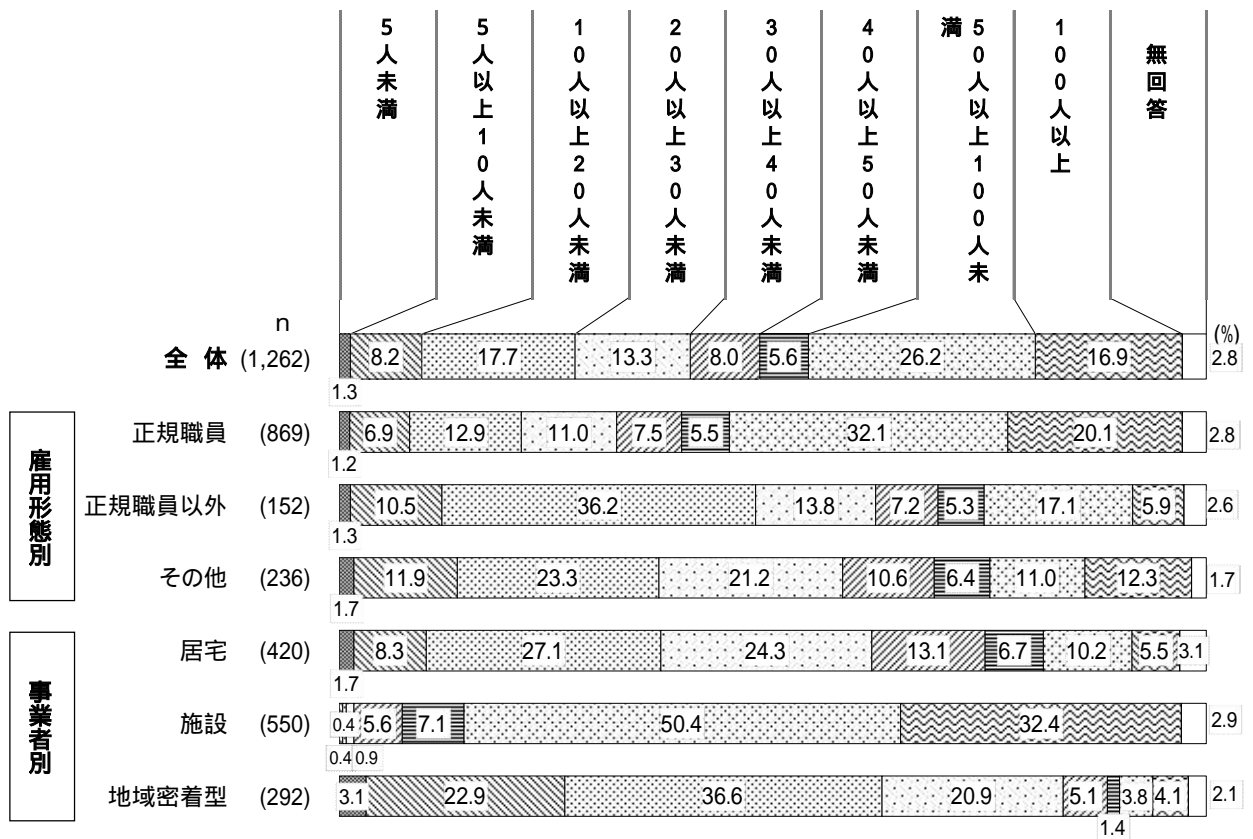 5人未満
5人以上10人未満
10人以上20人未満
20人以上30人未満
30人以上40人未満
40人以上50人未満
50人以上100人未
満
100人以上
無回答
n
(%)
全 体 (1,262) 8.2 17.7 13.3 8.0 5.6 26.2 16.9 2.8
1.3
雇用形態別
正規職員 (869) 6.9 12.9 11.0 7.5 5.5 32.1 20.1 2.8
1.2
正規職員以外 (152) 10.5 36.2 13.8 7.2 5.3 17.1 5.9 2.6
1.3
その他 (236) 11.9 23.3 21.2 10.6 6.4 11.0 12.3 1.7
1.7
事業者別
居宅 (420) 8.3 27.1 24.3 13.1 6.7 10.2 5.5 3.1
1.7
施設 (550) 0.4 5.6 7.1 50.4 32.4 2.9
0.4 0.9
地域密着型 (292) 3.1 22.9 36.6 20.9 5.1 3.8 4.1 2.1
1.4